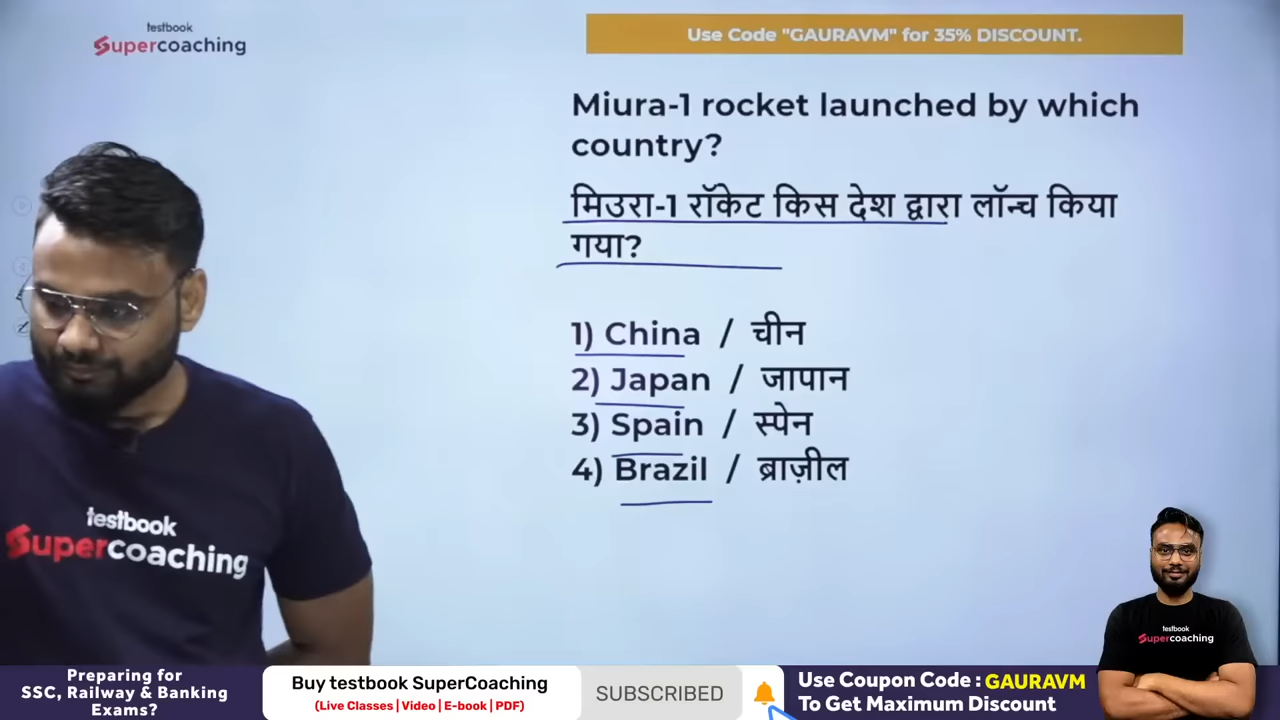 testbook
Supercoaching
Use Code "GAURAVM" for 35% DISCOUNT.
Miura-1 rocket launched by which
country?
मिउरा-1 रॉकेट किस देश द्वारा लॉन्च किया
गया?
1) China / चीन
2) Japan / जापान
3) Spain / स्पेन
4) Brazil / ब्राज़ील
testbook
Supercoaching
testbook
Supercoaching
Preparing for
SSC, Railway & Banking
Exams?
Buy testbook SuperCoaching
(Live Classes | Video | E-book | PDF)
SUBSCRIBED
Use Coupon Code : GAURAVM
To Get Maximum Discount